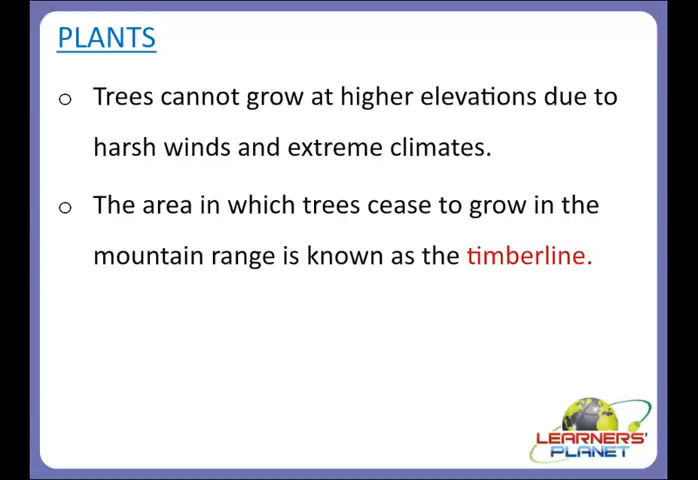 PLANTS
o Trees cannot grow at higher elevations due to
harsh winds and extreme climates.
o The area in which trees cease to grow in the
mountain range is known as the timberline.
LEARNERS'
PLANET